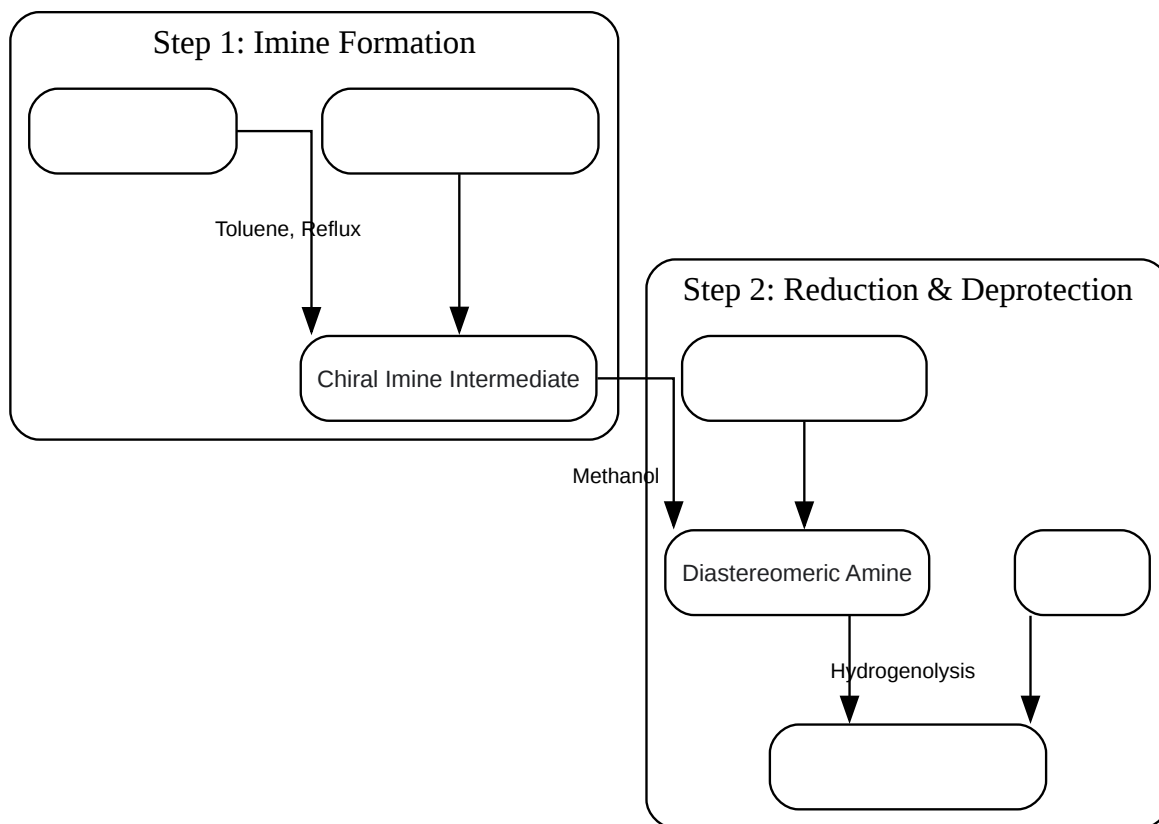 Step 1: Imine Formation
Toluene, Reflux
Chiral Imine Intermediate
Step 2: Reduction & Deprotection
Methanol
Diastereomeric Amine
Hydrogenolysis